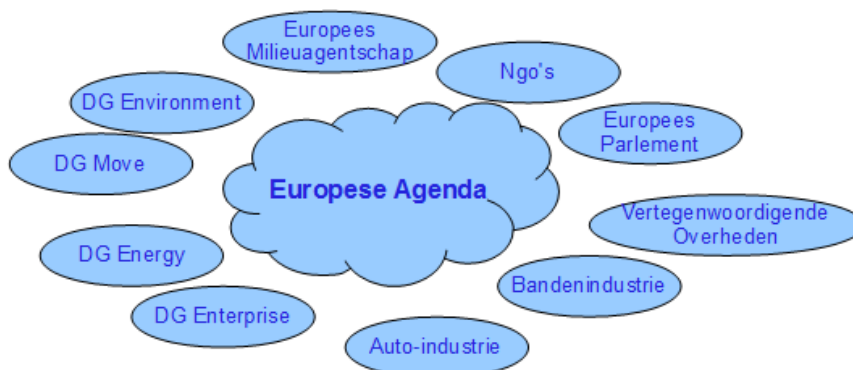 Europees
Milieuagentschap
Ngo's
DG Environment
Europees
Parlement
DG Move
Europese Agenda
Vertegenwoordigende
Overheden
DG Energy
Bandenindustrie
DG Enterprise
Auto-industrie